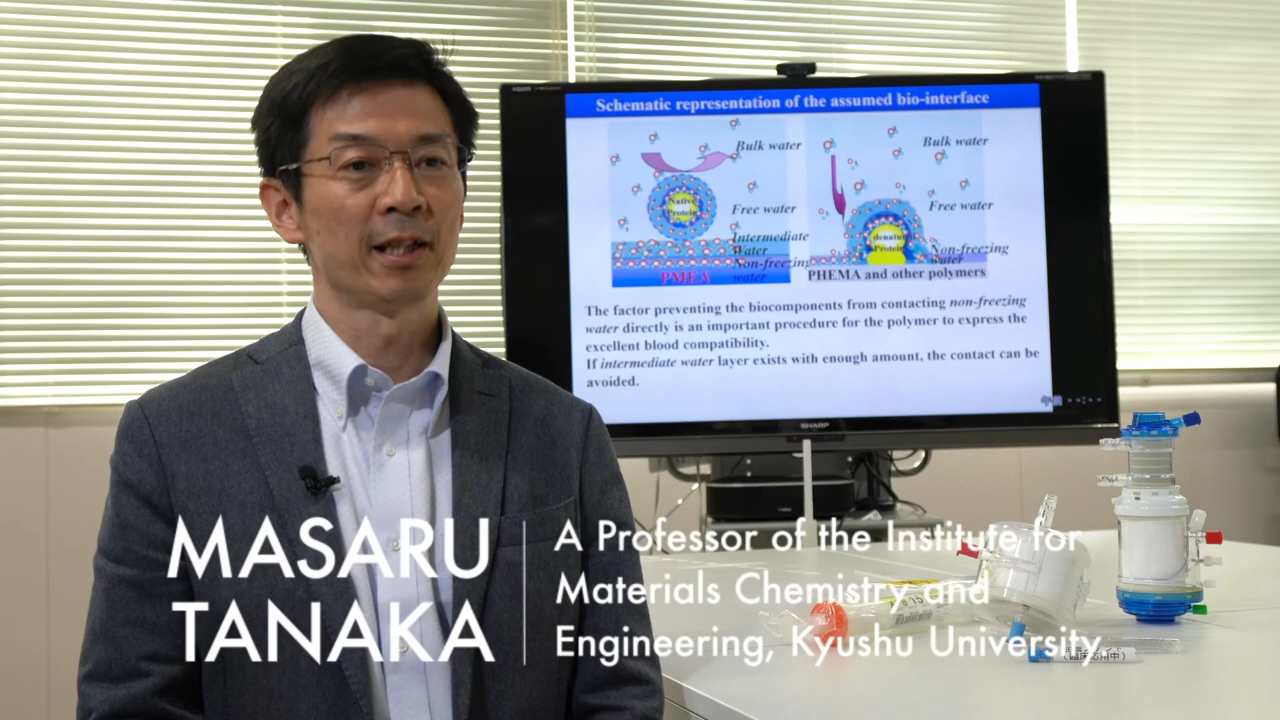 Schematic representation of the assumed bio-interface
Bulk water
Native
Protein
Free water
Intermediate
Water
Non-freezing
water
PMEA
Bulk water
Free water
denatured
Protein
Non-freezing
water
PHEMA and other polymers
The factor preventing the biocomponents from contacting non-freezing
water directly is an important procedure for the polymer to express the
excellent blood compatibility.
If intermediate water layer exists with enough amount, the contact can be
avoided.
SHARP
MASARU
TANAKA
A Professor of the Institute for
Materials Chemistry and
Engineering, Kyushu University